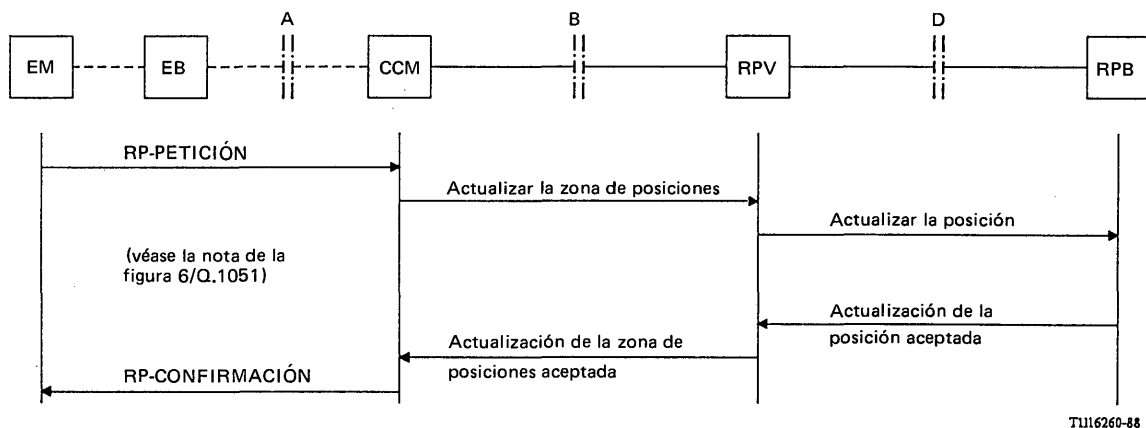 A
B
D
EM
EB
CCM
RPV
RPB
RP-PETICIÓN
Actualizar la zona de posiciones
Actualizar la posición
(véase la nota de la
figura 6/Q.1051)
Actualización de la
posición aceptada
Actualización de la zona de
posiciones aceptada
RP-CONFIRMACIÓN
T1116260-88